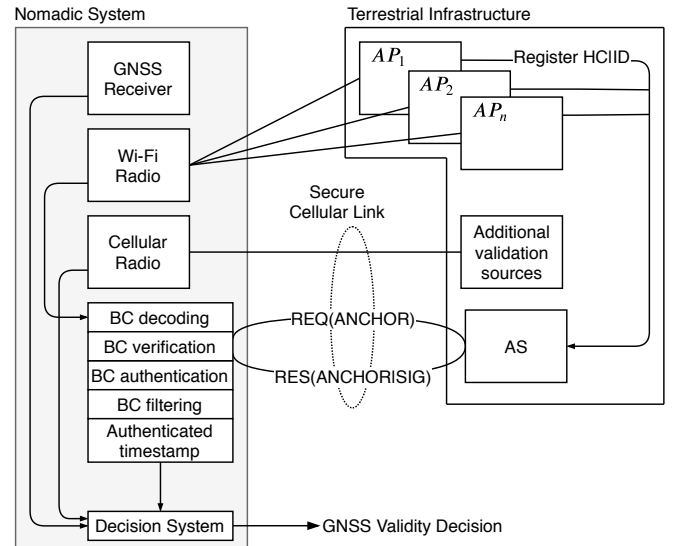 Nomadic System
Terrestrial Infrastructure
GNSS
Receiver
AP1
Register HCIID
AP2
APn
Wi-Fi
Radio
Secure
Cellular Link
Cellular
Radio
Additional
validation
sources
BC decoding
BC verification
BC authentication
BC filtering
Authenticated
timestamp
REQ(ANCHOR)
RES(ANCHORISIG)
AS
Decision System
GNSS Validity Decision